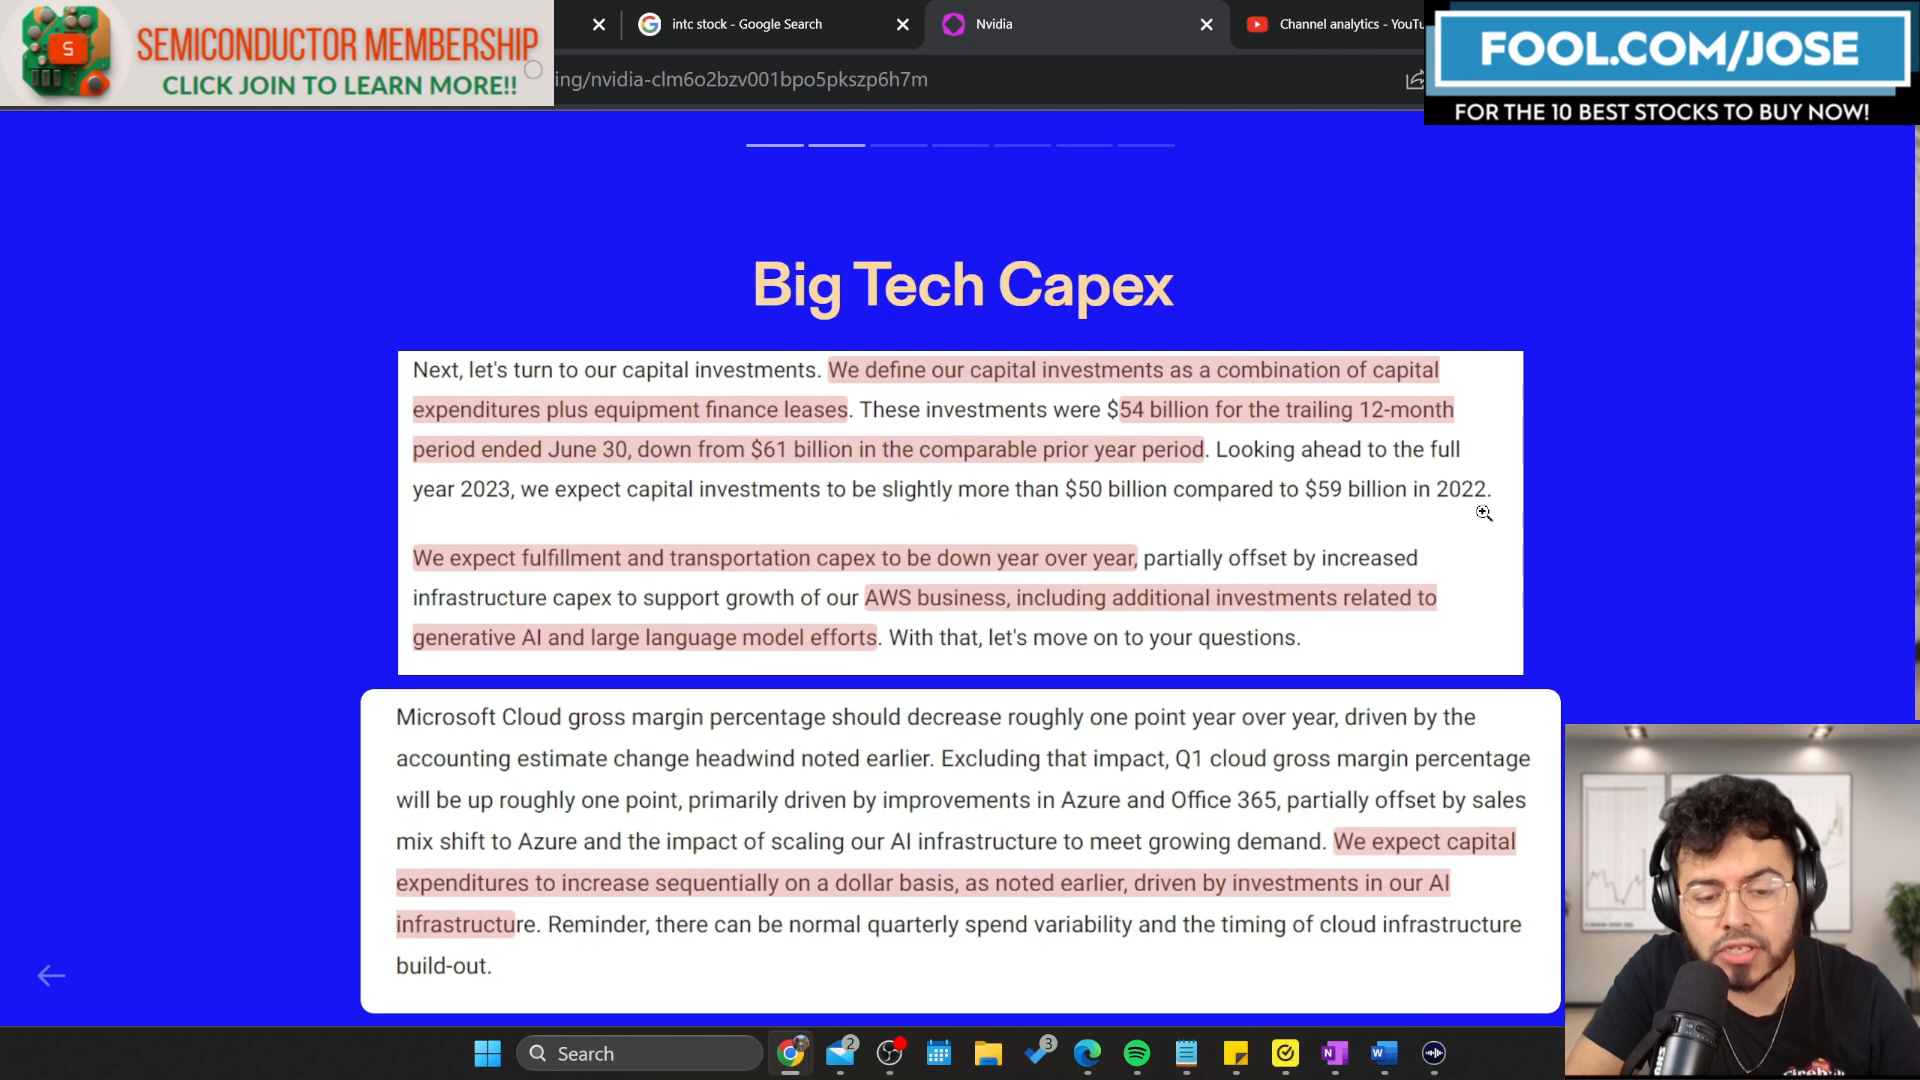 SEMICONDUCTOR MEMBERSHIP
CLICK JOIN TO LEARN MORE!!
S
intc stock - Google Search
Nvidia
Channel analytics - YouTu
ing/nvidia-clm6o2bzv001bpo5pkszp6h7m
FOOL.COM/JOSE
FOR THE 10 BEST STOCKS TO BUY NOW!
Big Tech Capex
Next, let's turn to our capital investments. We define our capital investments as a combination of capital
expenditures plus equipment finance leases. These investments were $54 billion for the trailing 12-month
period ended June 30, down from $61 billion in the comparable prior year period. Looking ahead to the full
year 2023, we expect capital investments to be slightly more than $50 billion compared to $59 billion in 2022.
We expect fulfillment and transportation capex to be down year over year, partially offset by increased
infrastructure capex to support growth of our AWS business, including additional investments related to
generative AI and large language model efforts. With that, let's move on to your questions.
Microsoft Cloud gross margin percentage should decrease roughly one point year over year, driven by the
accounting estimate change headwind noted earlier. Excluding that impact, Q1 cloud gross margin percentage
will be up roughly one point, primarily driven by improvements in Azure and Office 365, partially offset by sales
mix shift to Azure and the impact of scaling our AI infrastructure to meet growing demand. We expect capital
expenditures to increase sequentially on a dollar basis, as noted earlier, driven by investments in our AI
infrastructure. Reminder, there can be normal quarterly spend variability and the timing of cloud infrastructure
build-out.
Search
2
3
N
W